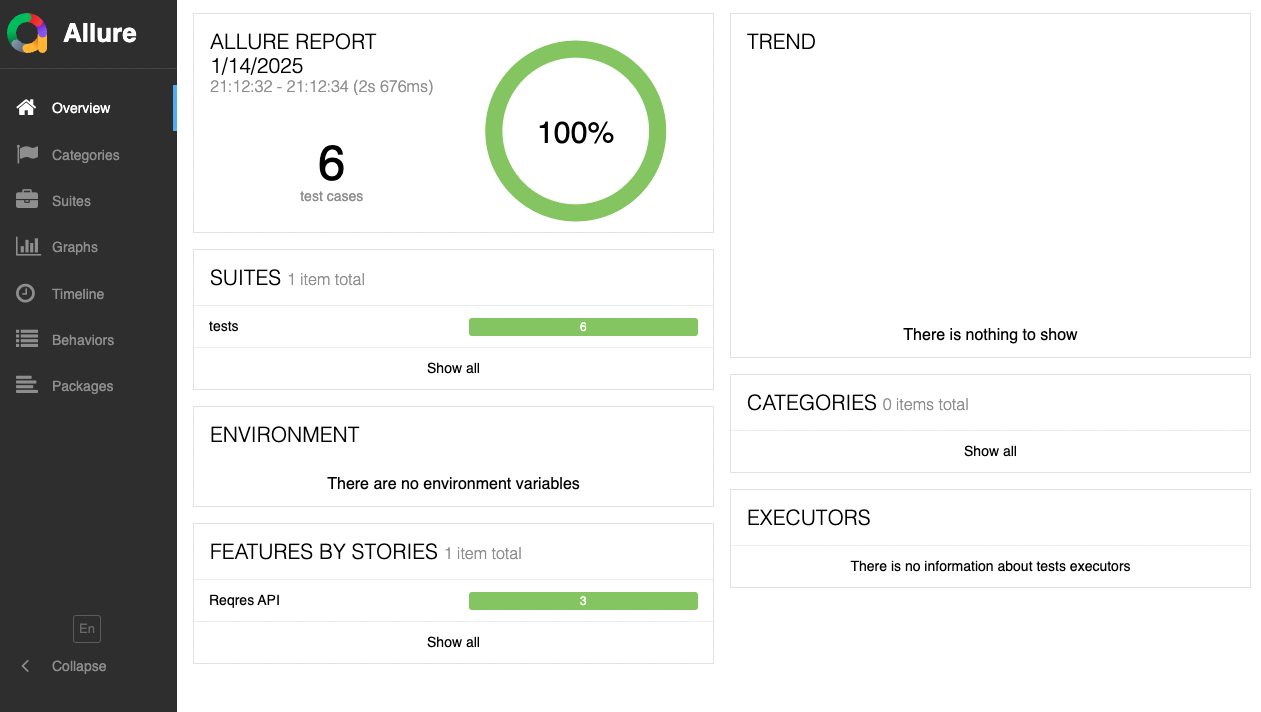 Allure
Overview
Categories
Suites
Graphs
Timeline
Behaviors
Packages
En
Collapse
ALLURE REPORT
1/14/2025
21:12:32 - 21:12:34 (2s 676ms)
6
test cases
100%
SUITES 1 item total
tests 6
Show all
ENVIRONMENT
There are no environment variables
FEATURES BY STORIES 1 item total
Reqres API 3
Show all
TREND
There is nothing to show
CATEGORIES 0 items total
Show all
EXECUTORS
There is no information about tests executors